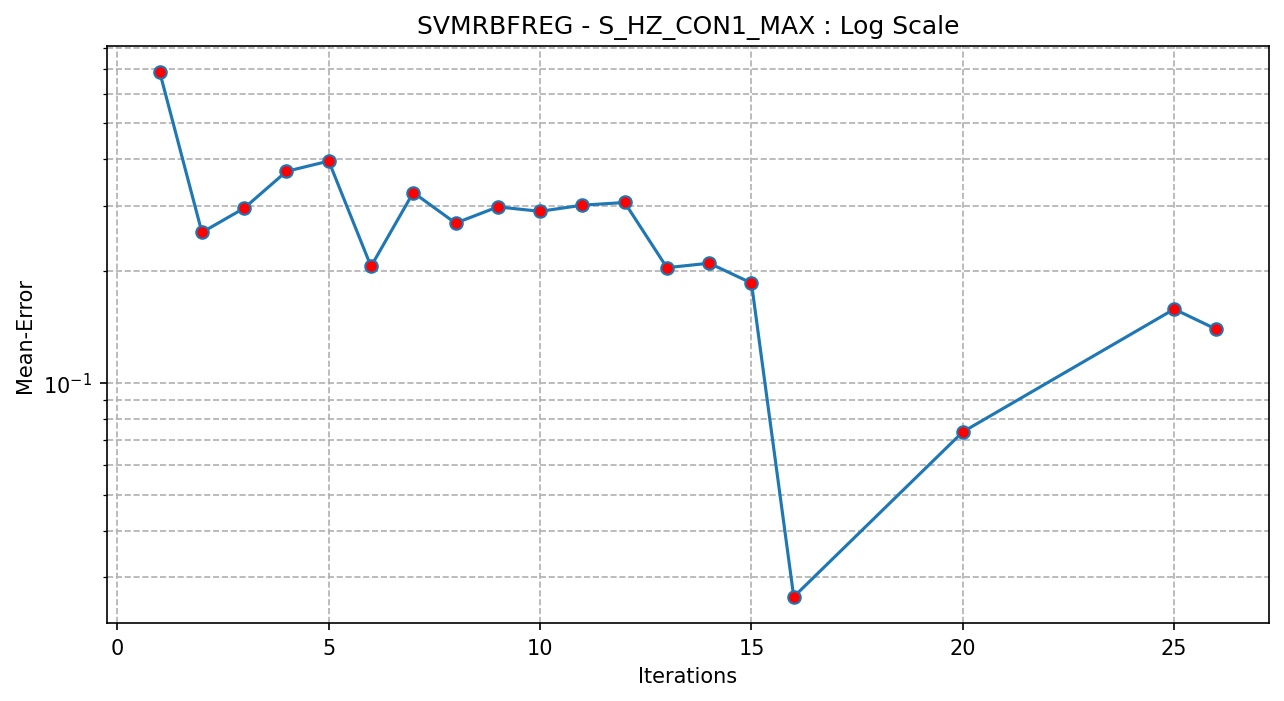 SVMRBFREG - S_HZ_CON1_MAX : Log Scale
Mean-Error
10⁻¹
0 5 10 15 20 25
Iterations